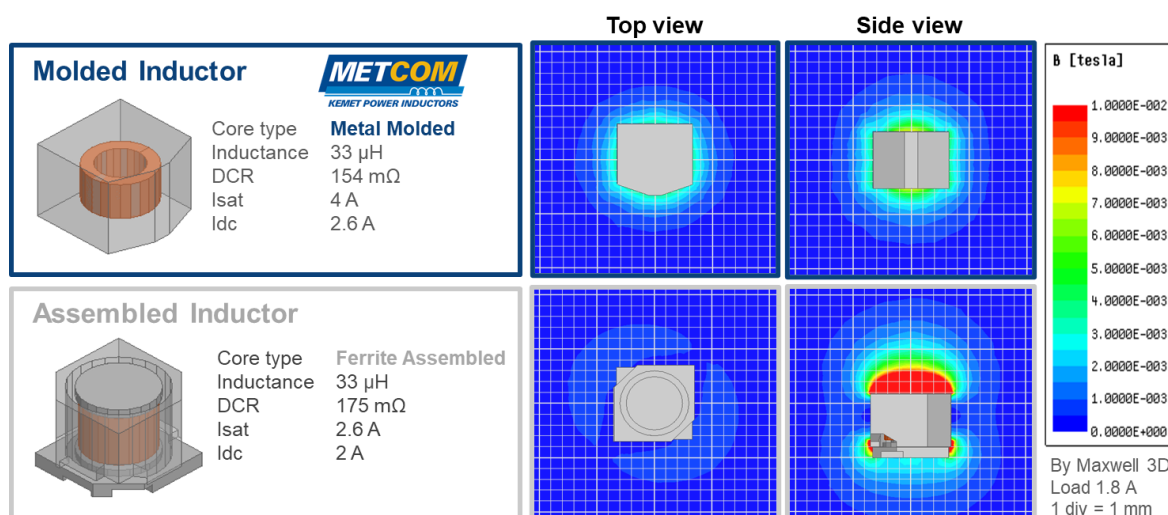 Top view
Side view
Molded Inductor
METCOM
KEMET POWER INDUCTORS
Core type Metal Molded
Inductance 33 µH
DCR 154 mΩ
Isat 4 A
Idc 2.6 A
B [tesla]
1.0000E-002
9.0000E-003
8.0000E-003
7.0000E-003
6.0000E-003
5.0000E-003
4.0000E-003
3.0000E-003
2.0000E-003
1.0000E-003
0.0000E+000
Assembled Inductor
Core type Ferrite Assembled
Inductance 33 µH
DCR 175 mΩ
Isat 2.6 A
Idc 2 A
By Maxwell 3D
Load 1.8 A
1 div = 1 mm